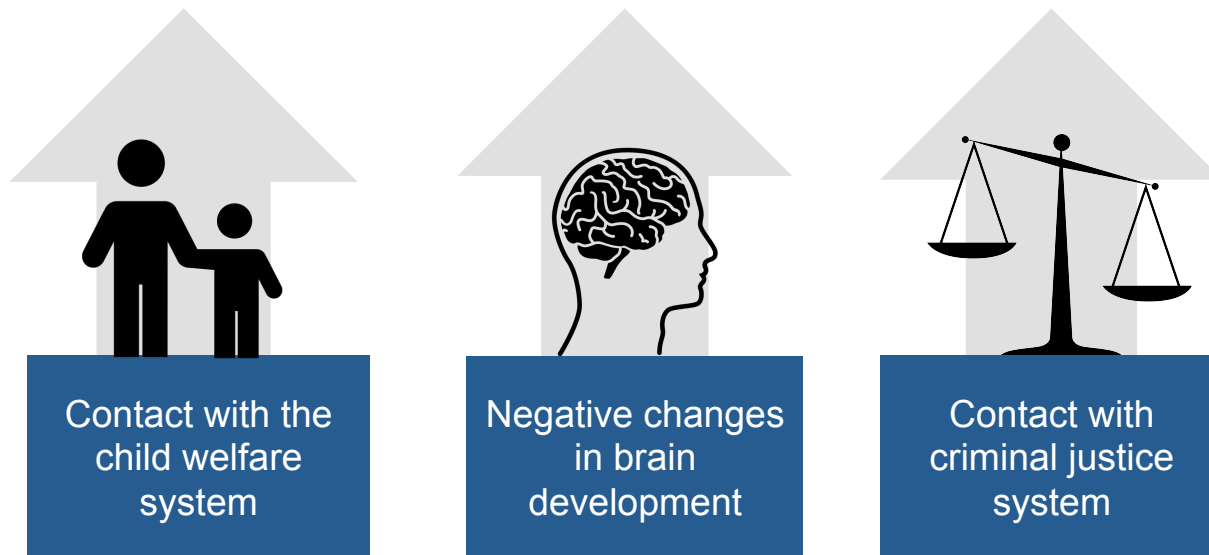 Contact with the
child welfare
system
Negative changes
in brain
development
Contact with
criminal justice
system